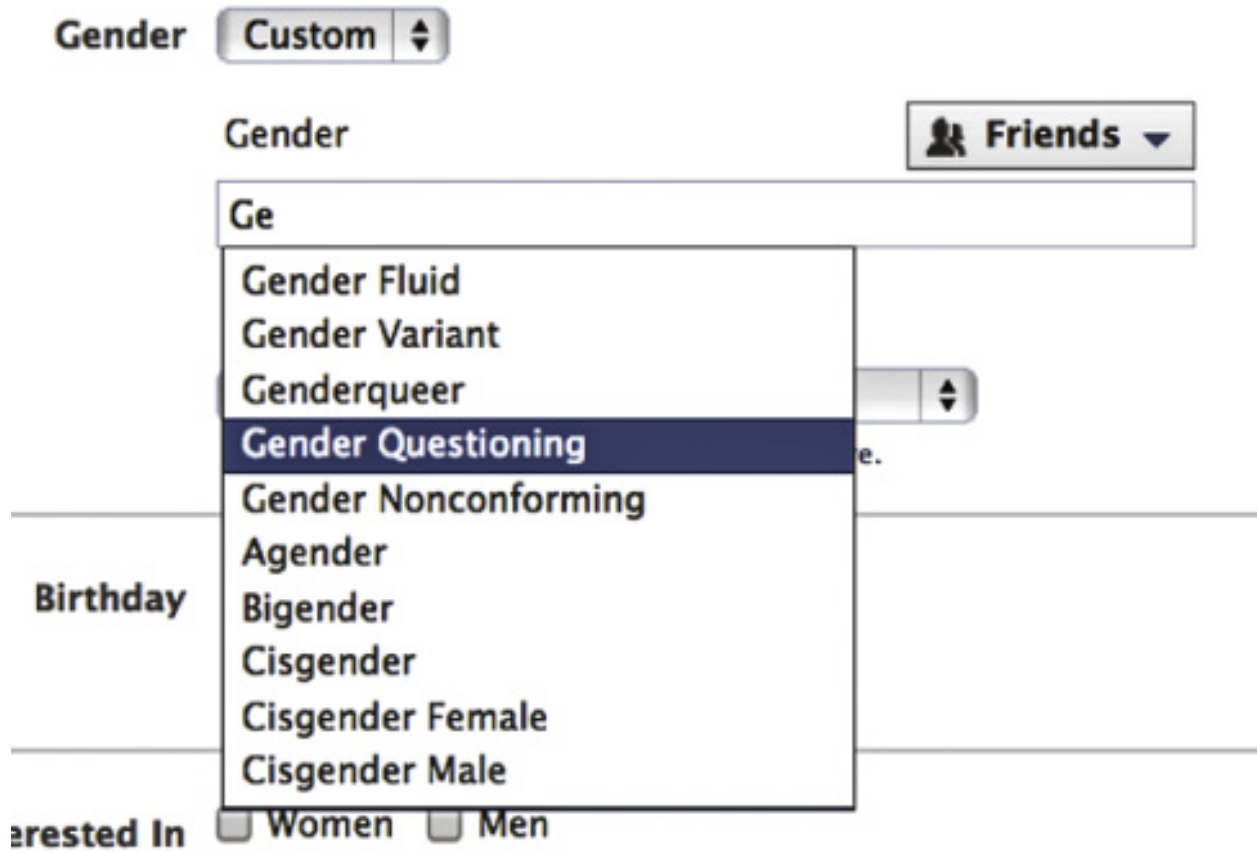 Gender Custom
Gender Friends
Ge
Gender Fluid
Gender Variant
Genderqueer
Gender Questioning
e.
Gender Nonconforming
Agender
Birthday
Bigender
Cisgender
Cisgender Female
Cisgender Male
erested In Women Men